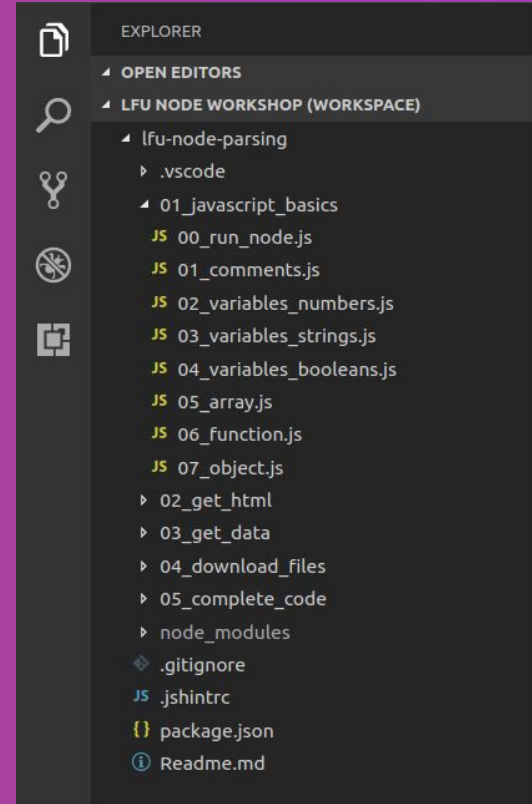 EXPLORER
OPEN EDITORS
LFU NODE WORKSHOP (WORKSPACE)
lfu-node-parsing
.vscode
01_javascript_basics
JS 00_run_node.js
JS 01_comments.js
JS 02_variables_numbers.js
JS 03_variables_strings.js
JS 04_variables_booleans.js
JS 05_array.js
JS 06_function.js
JS 07_object.js
02_get_html
03_get_data
04_download_files
05_complete_code
node_modules
.gitignore
JS .jshintrc
{} package.json
Readme.md